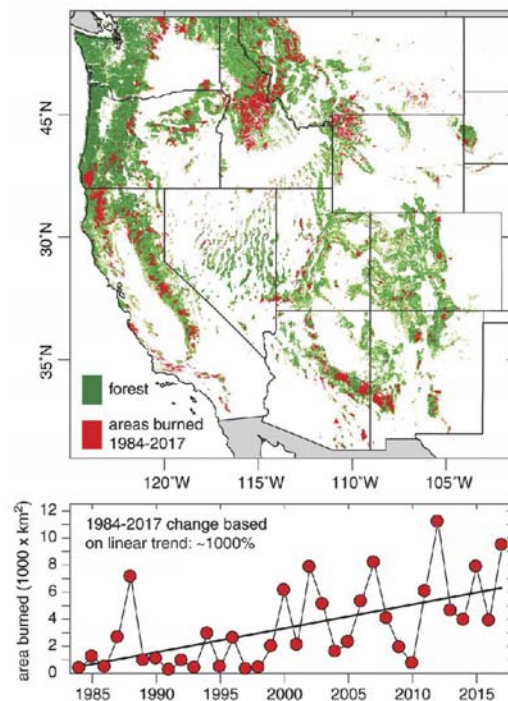 45°N
30°N
35°N
forest
areas burned
1984-2017
120°W
115°W
110°W
105°W
area burned (1000 x km²)
12
10
8
6
4
2
0
1984-2017 change based
on linear trend: ~1000%
1985
1990
1995
2000
2005
2010
2015